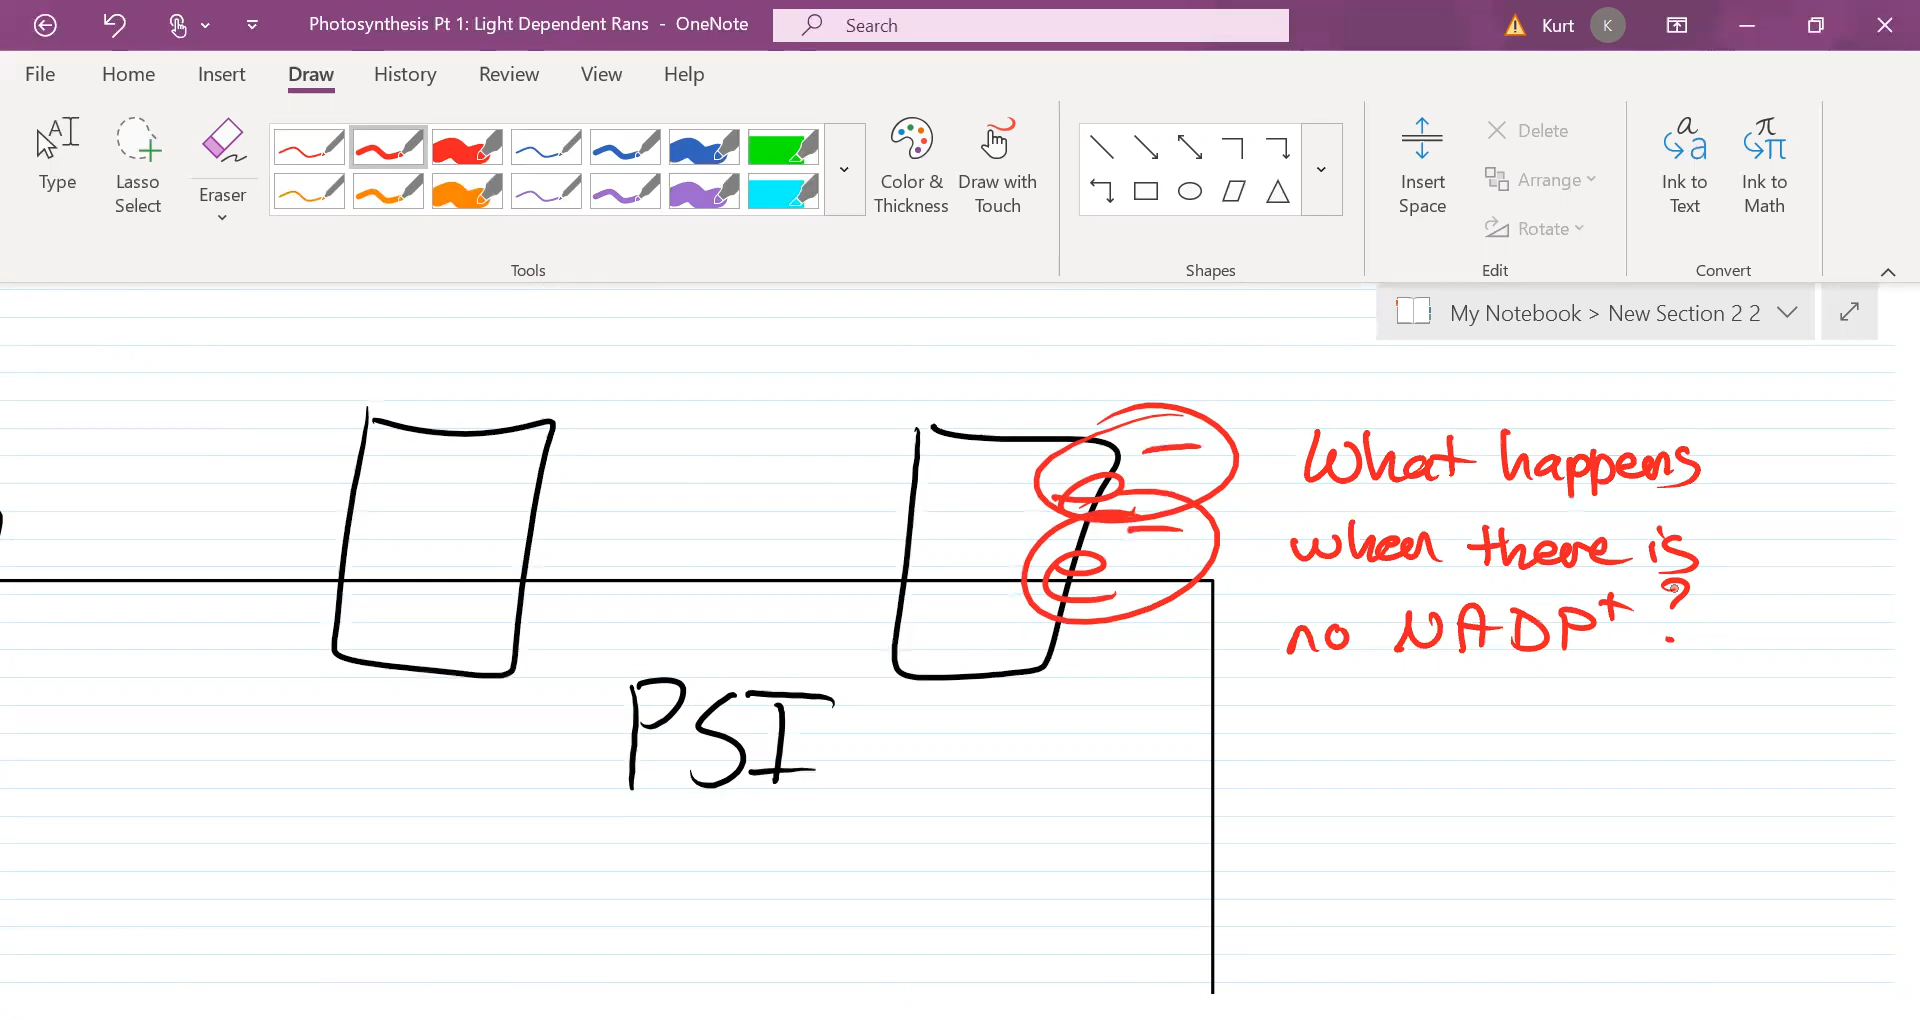 Photosynthesis Pt 1: Light Dependent Rans - OneNote
Search
Kurt
K
File Home Insert Draw History Review View Help
Type
Lasso Select
Eraser
Color & Thickness
Draw with Touch
Insert Space
Delete
Arrange
Rotate
Ink to Text
Ink to Math
Tools
Shapes
Edit
Convert
My Notebook > New Section 2 2
e−
e−
What happens
when there is
no NADP+ ?
PSI